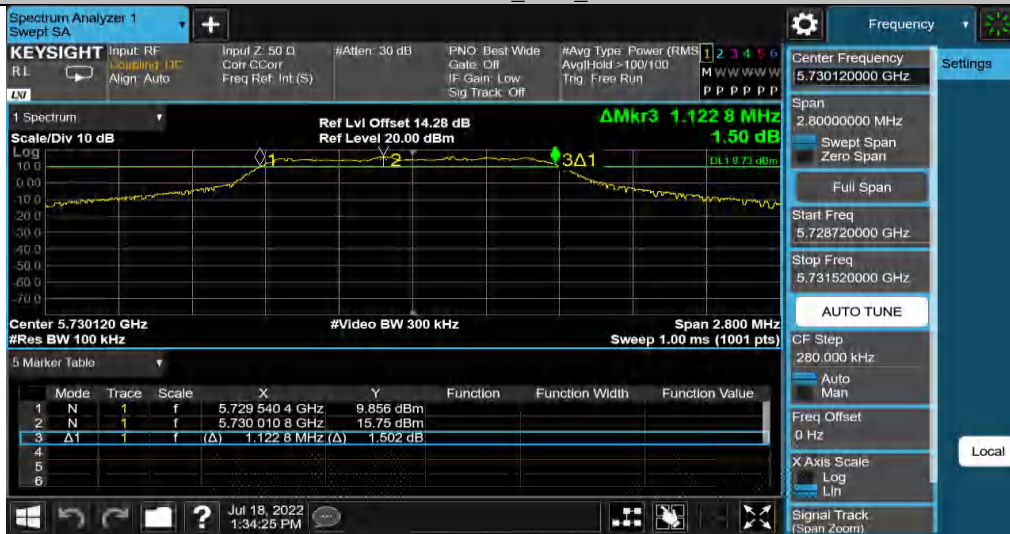 Spectrum Analyzer 1
Swept SA
+
Frequency
KEYSIGHT
RL
LXI
Input: RF
Coupling: DC
Align: Auto
Input Z: 50 Ω
Corr CCorr
Freq Ref: Int (S)
#Atten: 30 dB
PNO: Best Wide
Gate: Off
IF Gain: Low
Sig Track: Off
#Avg Type: Power (RMS
Avg|Hold >100/100
Trig: Free Run
1 2 3 4 5 6
M W W W W W
P P P P P P
Center Frequency
5.730120000 GHz
Settings
Span
2.80000000 MHz
Swept Span
Zero Span
Full Span
Start Freq
5.728720000 GHz
Stop Freq
5.731520000 GHz
AUTO TUNE
CF Step
280.000 kHz
Auto
Man
Freq Offset
0 Hz
X Axis Scale
Log
Lin
Signal Track
(Span Zoom)
Local
1 Spectrum
Scale/Div 10 dB
Ref Lvl Offset 14.28 dB
Ref Level 20.00 dBm
ΔMkr3 1.122 8 MHz
1.50 dB
Log
10.0
0.00
-10.0
-20.0
-30.0
-40.0
-50.0
-60.0
-70.0
1
2
3Δ1
DL1 9.73 dBm
Center 5.730120 GHz
#Res BW 100 kHz
#Video BW 300 kHz
Span 2.800 MHz
Sweep 1.00 ms (1001 pts)
5 Marker Table
Mode Trace Scale X Y Function Function Width Function Value
1 N 1 f 5.729 540 4 GHz 9.856 dBm
2 N 1 f 5.730 010 8 GHz 15.75 dBm
3 Δ1 1 f (Δ) 1.122 8 MHz (Δ) 1.502 dB
4
5
6
?
Jul 18, 2022
1:34:25 PM